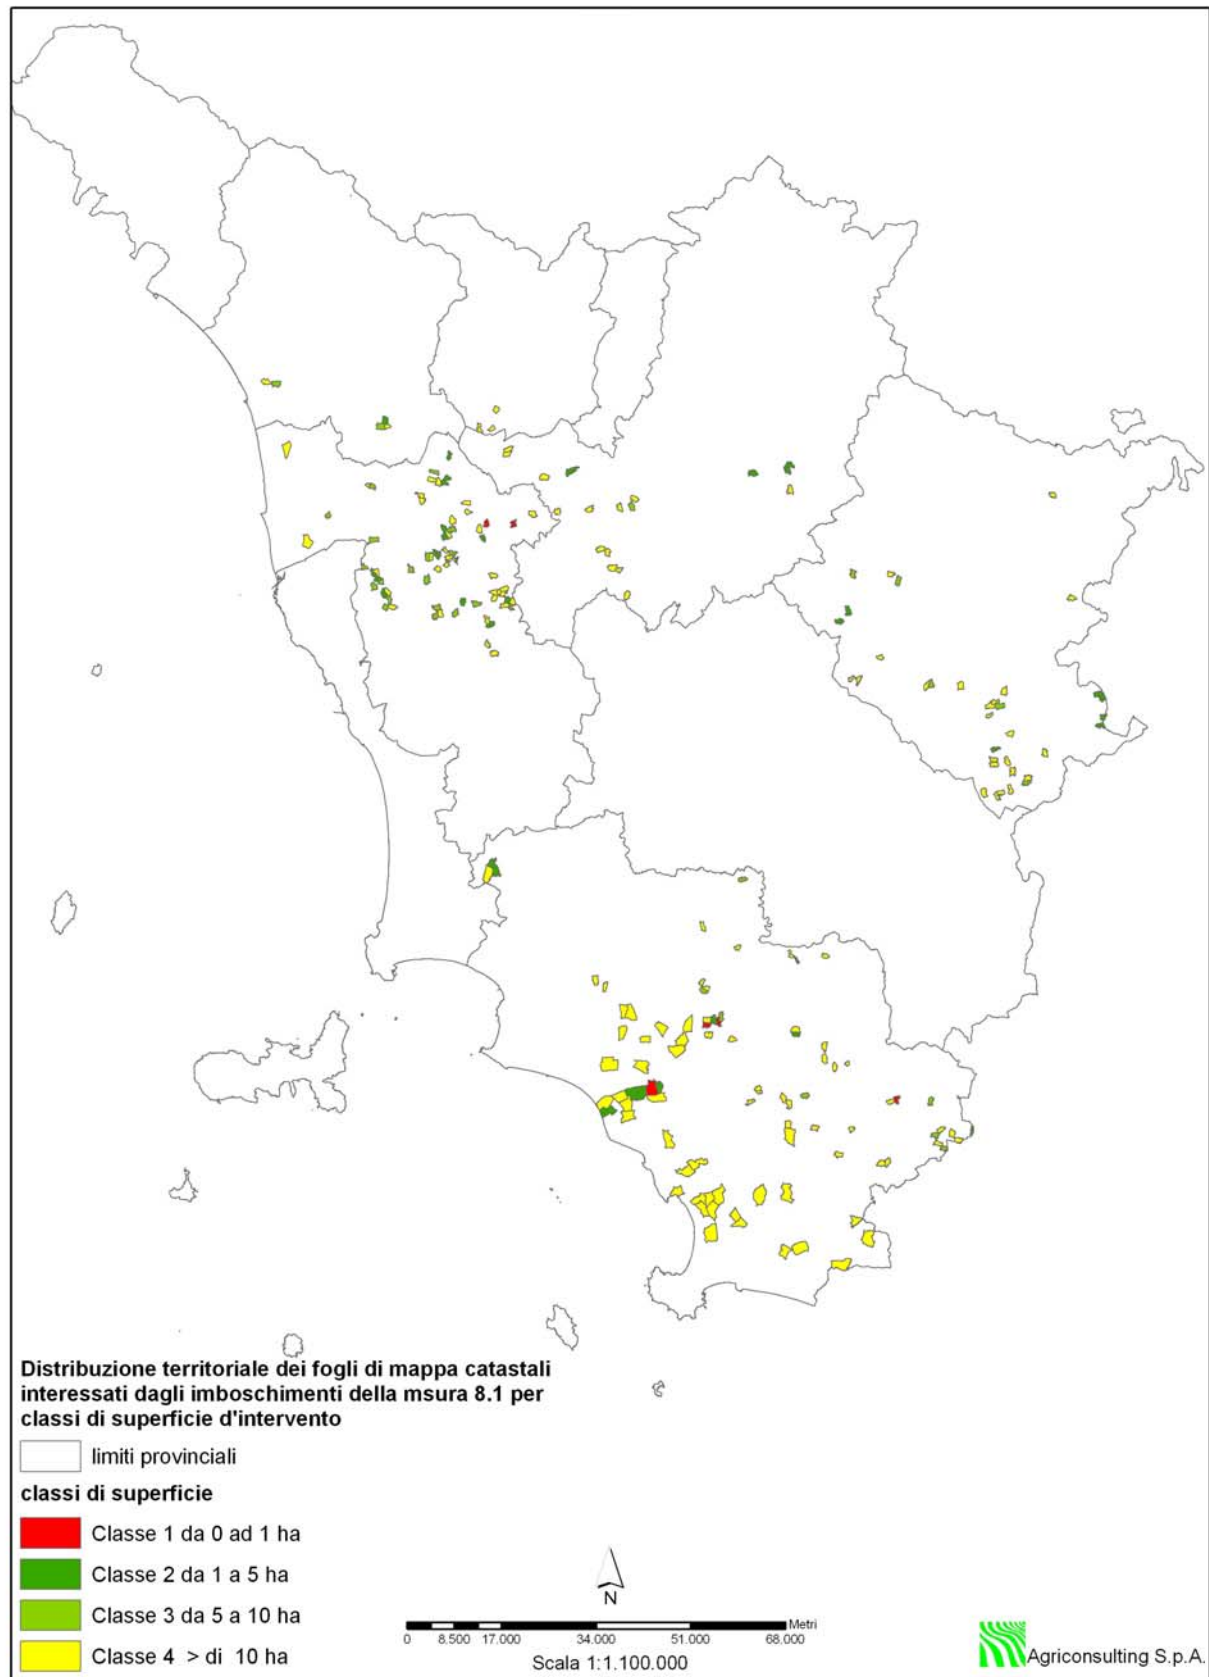 Distribuzione territoriale dei fogli di mappa catastali
interessati dagli imboschimenti della msura 8.1 per
classi di superficie d'intervento
limiti provinciali
classi di superficie
Classe 1 da 0 ad 1 ha
Classe 2 da 1 a 5 ha
Classe 3 da 5 a 10 ha
Classe 4 > di 10 ha
N
Metri
0 8.500 17.000 34.000 51.000 68.000
Scala 1:1.100.000
Agriconsulting S.p.A.